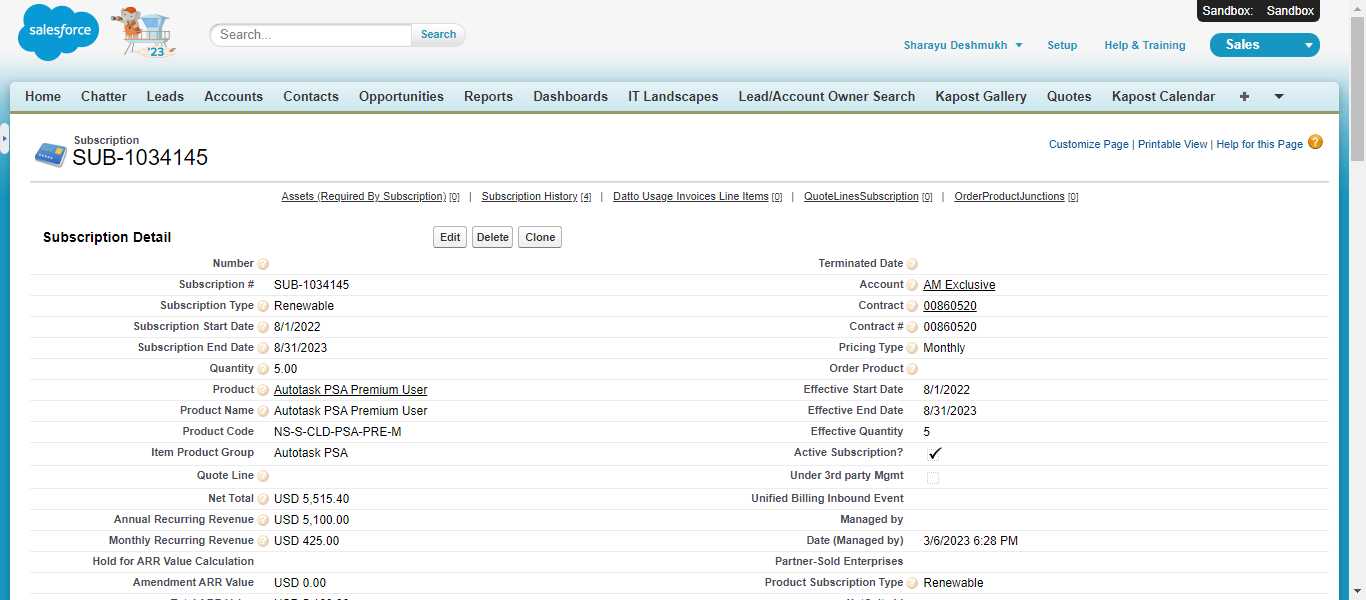 Sandbox: Sandbox
salesforce
'23
Search...
Search
Sharayu Deshmukh
Setup
Help & Training
Sales
Home Chatter Leads Accounts Contacts Opportunities Reports Dashboards IT Landscapes Lead/Account Owner Search Kapost Gallery Quotes Kapost Calendar +
Subscription
SUB-1034145
Customize Page | Printable View | Help for this Page ?
Assets (Required By Subscription) [0] | Subscription History [4] | Datto Usage Invoices Line Items [0] | QuoteLinesSubscription [0] | OrderProductJunctions [0]
Subscription Detail
Edit Delete Clone
Number Terminated Date
Subscription # SUB-1034145 Account AM Exclusive
Subscription Type Renewable Contract 00860520
Subscription Start Date 8/1/2022 Contract # 00860520
Subscription End Date 8/31/2023 Pricing Type Monthly
Quantity 5.00 Order Product
Product Autotask PSA Premium User Effective Start Date 8/1/2022
Product Name Autotask PSA Premium User Effective End Date 8/31/2023
Product Code NS-S-CLD-PSA-PRE-M Effective Quantity 5
Item Product Group Autotask PSA Active Subscription?
Quote Line Under 3rd party Mgmt
Net Total USD 5,515.40 Unified Billing Inbound Event
Annual Recurring Revenue USD 5,100.00 Managed by
Monthly Recurring Revenue USD 425.00 Date (Managed by) 3/6/2023 6:28 PM
Hold for ARR Value Calculation Partner-Sold Enterprises
Amendment ARR Value USD 0.00 Product Subscription Type Renewable